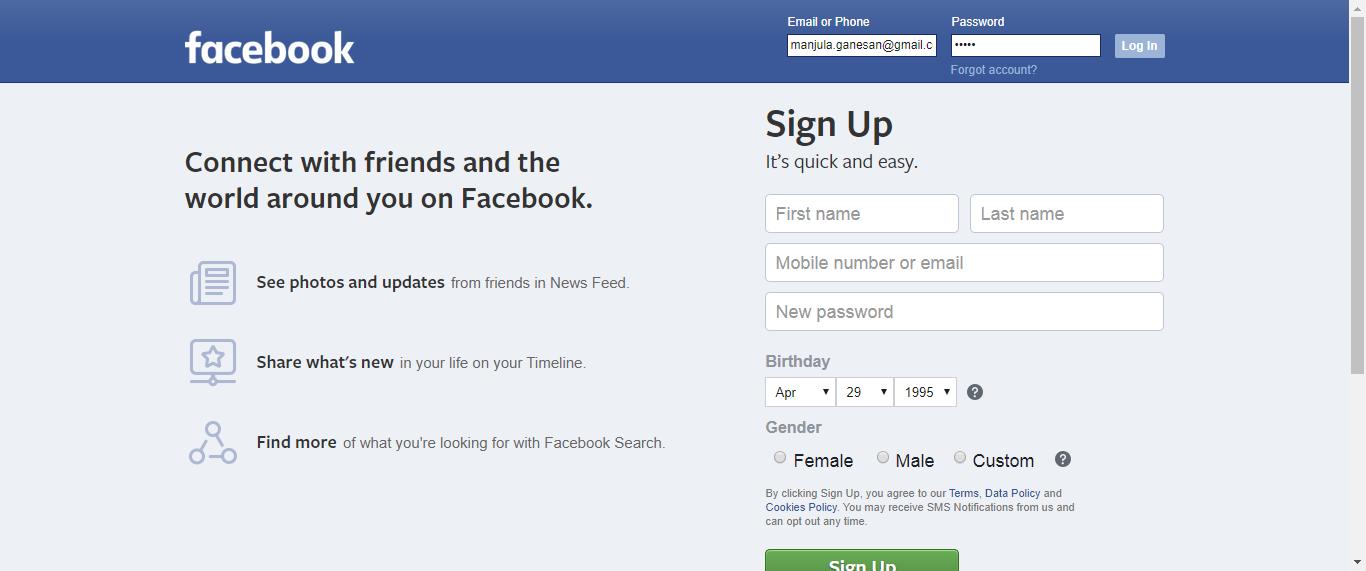 facebook
Email or Phone
Password
manjula.ganesan@gmail.c
•••••
Log In
Forgot account?
Connect with friends and the
world around you on Facebook.
See photos and updates from friends in News Feed.
Share what's new in your life on your Timeline.
Find more of what you're looking for with Facebook Search.
Sign Up
It's quick and easy.
First name
Last name
Mobile number or email
New password
Birthday
Apr 29 1995 ?
Gender
Female Male Custom ?
By clicking Sign Up, you agree to our Terms, Data Policy and
Cookies Policy. You may receive SMS Notifications from us and
can opt out any time.
Sign Up